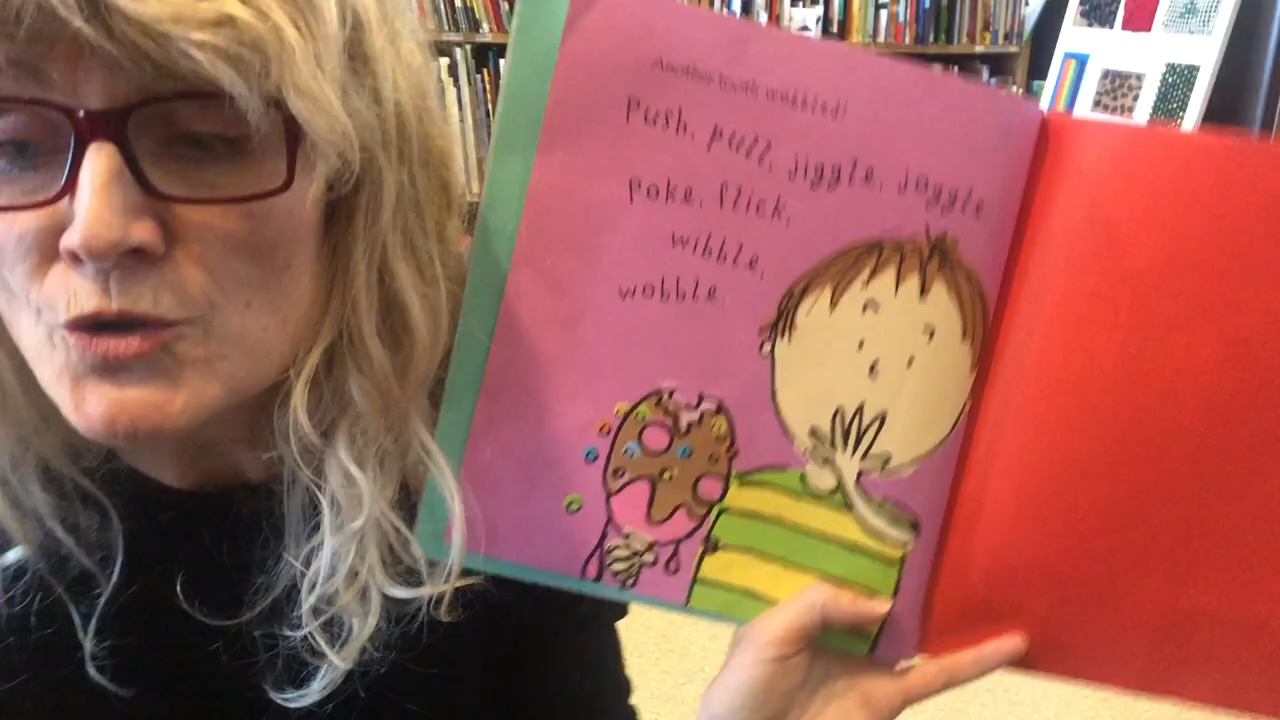 Another tooth wobbled!
Push, pull, jiggle, joggle
poke, flick,
wibble,
wobble.